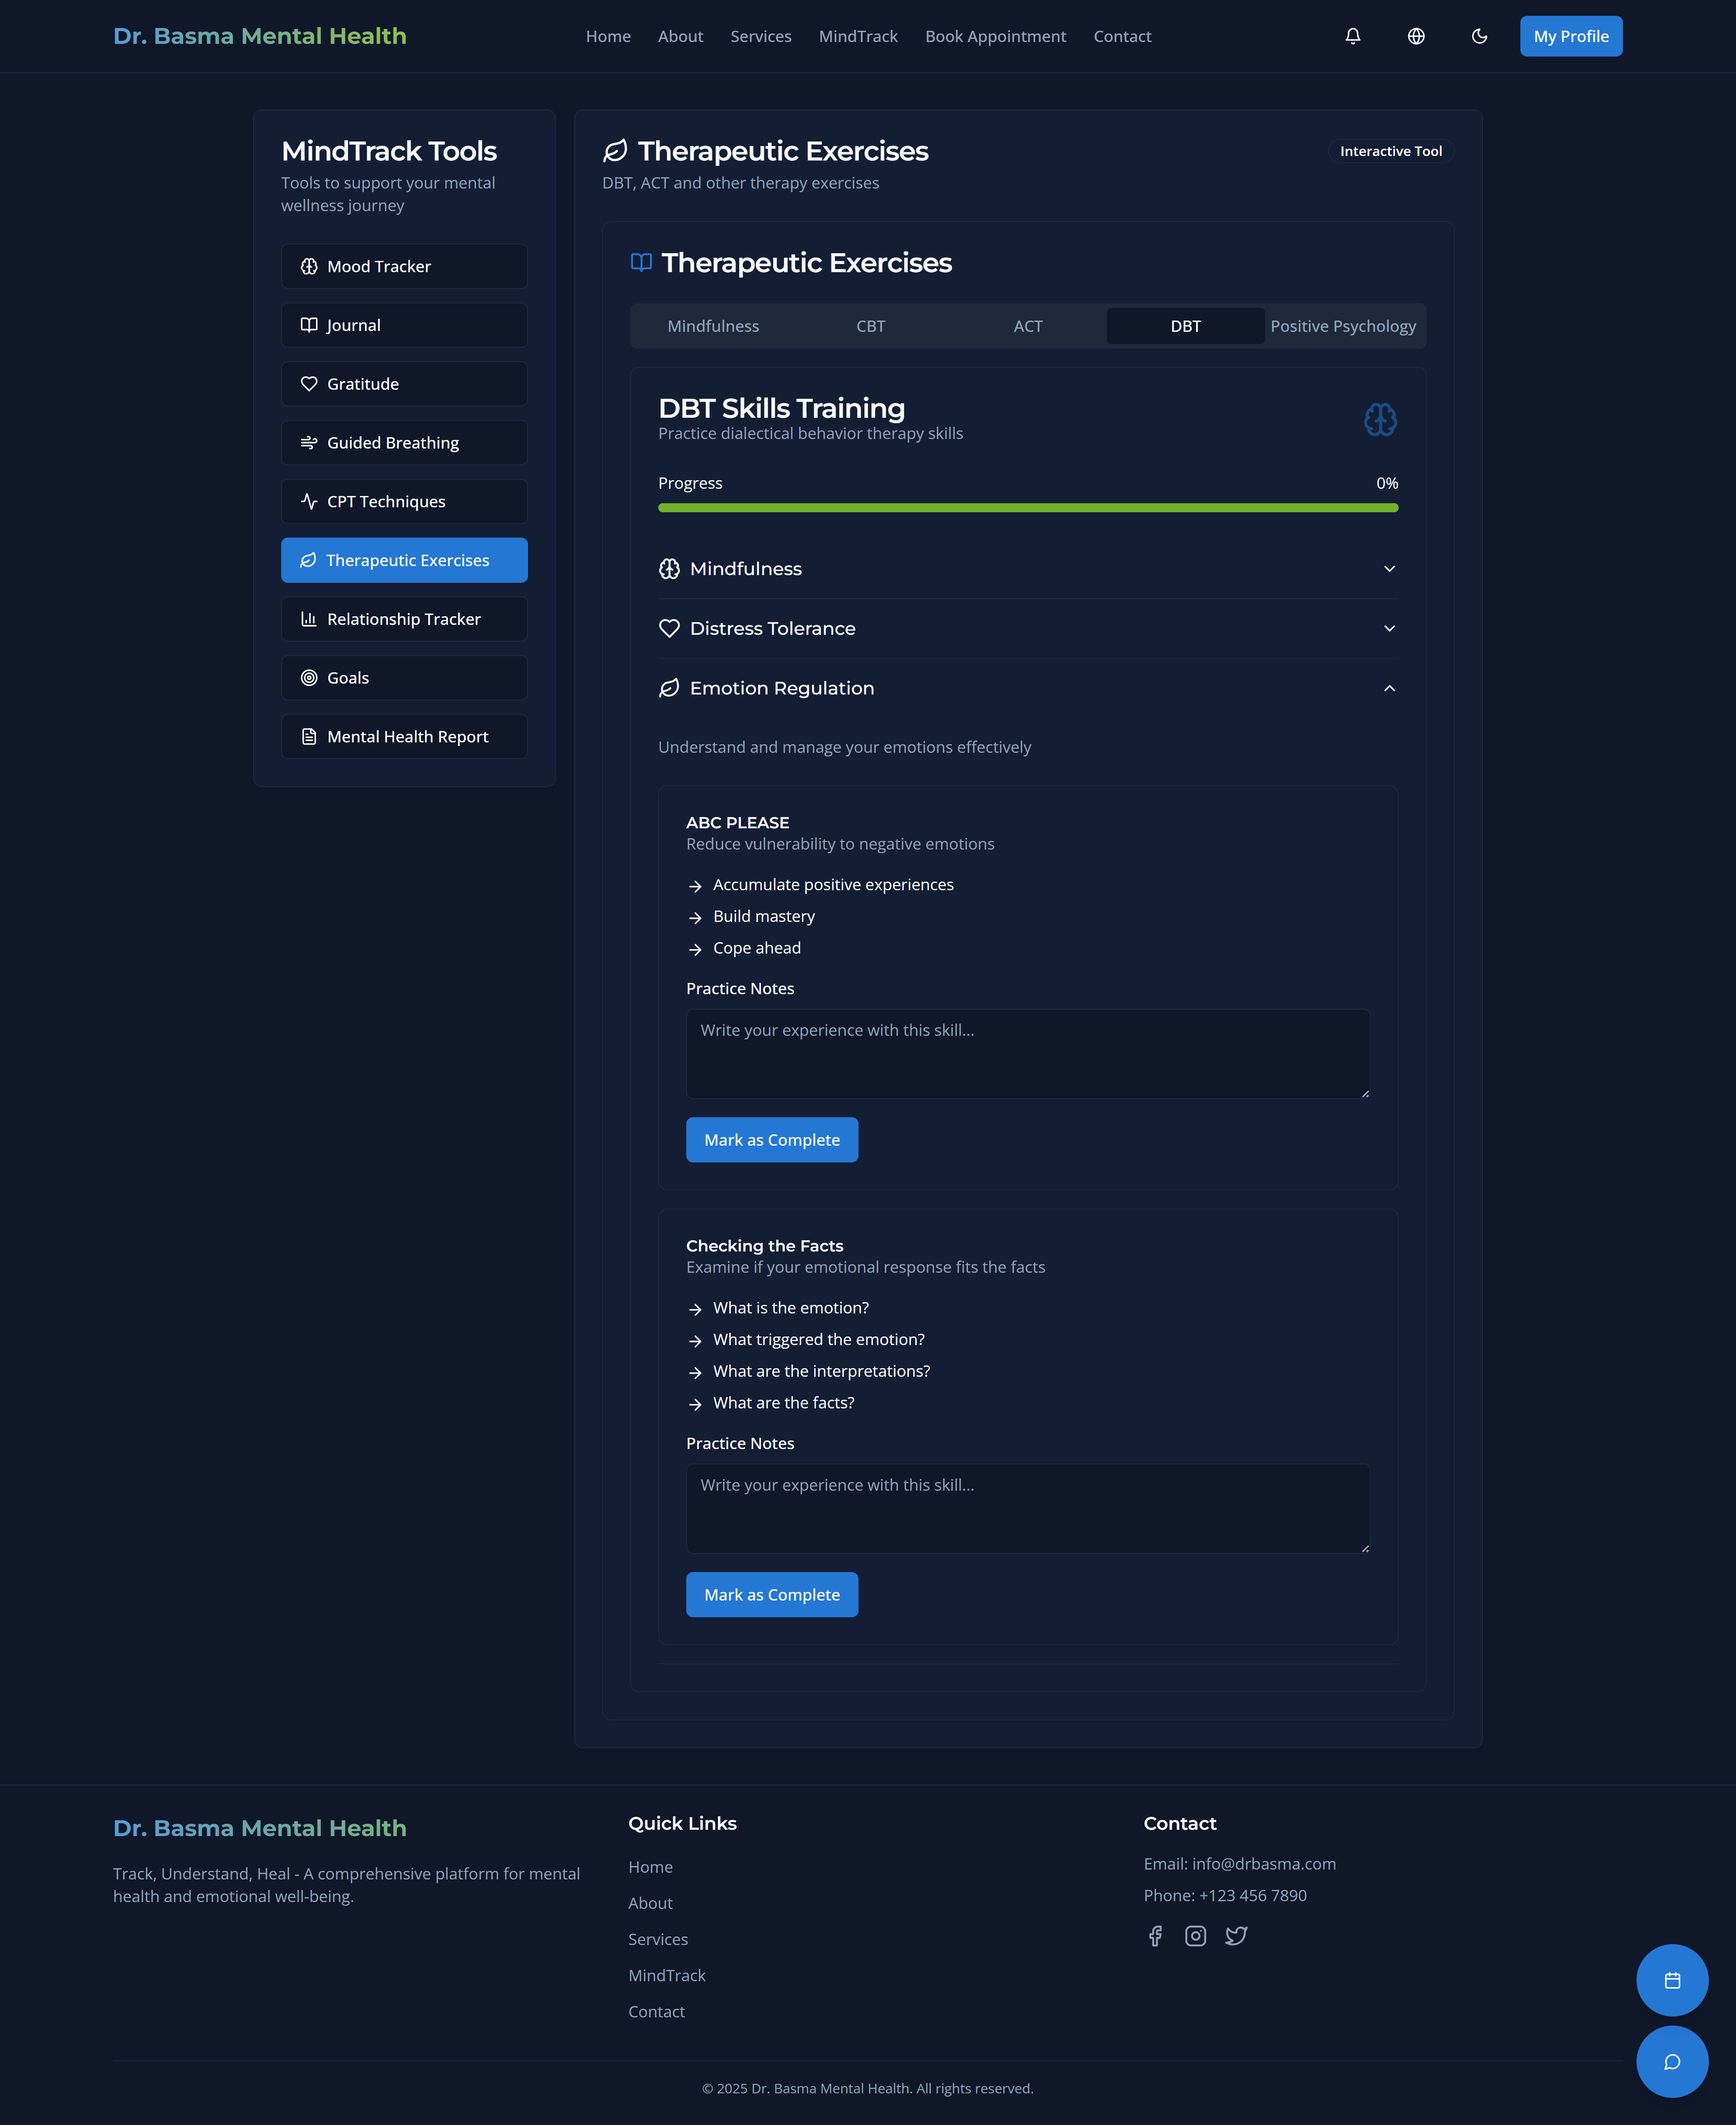 Dr. Basma Mental Health
Home
About
Services
MindTrack
Book Appointment
Contact
My Profile
MindTrack Tools
Tools to support your mental
wellness journey
Mood Tracker
Journal
Gratitude
Guided Breathing
CPT Techniques
Therapeutic Exercises
Relationship Tracker
Goals
Mental Health Report
Therapeutic Exercises
Interactive Tool
DBT, ACT and other therapy exercises
Therapeutic Exercises
Mindfulness
CBT
ACT
DBT
Positive Psychology
DBT Skills Training
Practice dialectical behavior therapy skills
Progress
0%
Mindfulness
Distress Tolerance
Emotion Regulation
Understand and manage your emotions effectively
ABC PLEASE
Reduce vulnerability to negative emotions
Accumulate positive experiences
Build mastery
Cope ahead
Practice Notes
Write your experience with this skill...
Mark as Complete
Checking the Facts
Examine if your emotional response fits the facts
What is the emotion?
What triggered the emotion?
What are the interpretations?
What are the facts?
Practice Notes
Write your experience with this skill...
Mark as Complete
Dr. Basma Mental Health
Track, Understand, Heal - A comprehensive platform for mental
health and emotional well-being.
Quick Links
Home
About
Services
MindTrack
Contact
Contact
Email: info@drbasma.com
Phone: +123 456 7890
© 2025 Dr. Basma Mental Health. All rights reserved.